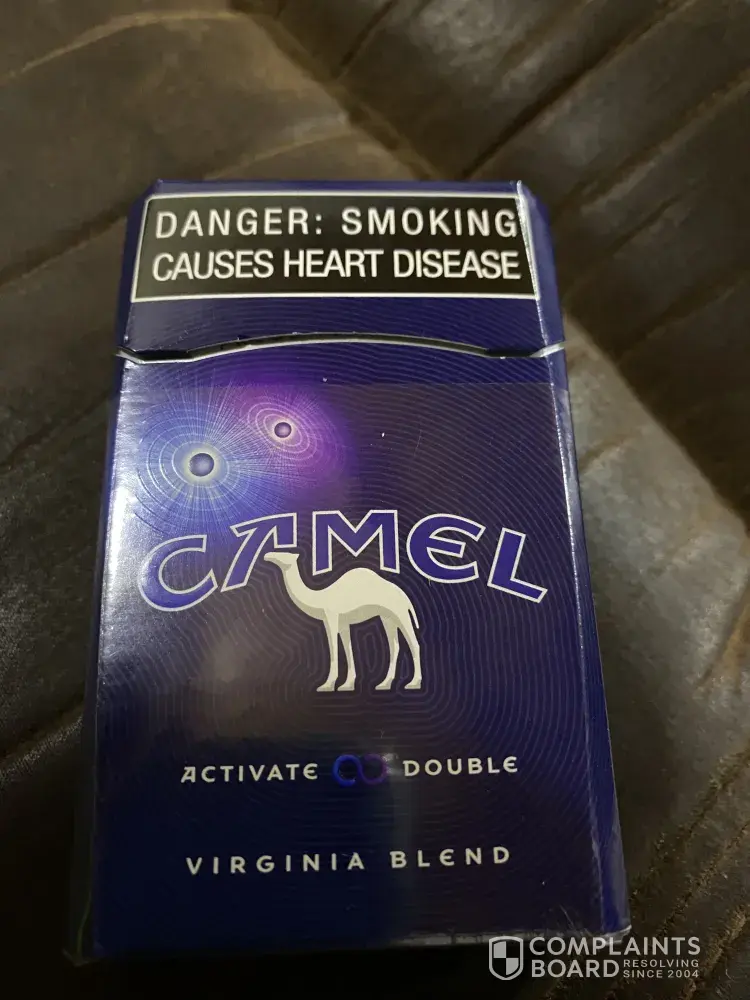 DANGER: SMOKING
CAUSES HEART DISEASE
CAMEL
ACTIVATE DOUBLE
VIRGINIA BLEND
COMPLAINTS
BOARD RESOLVING
SINCE 2004